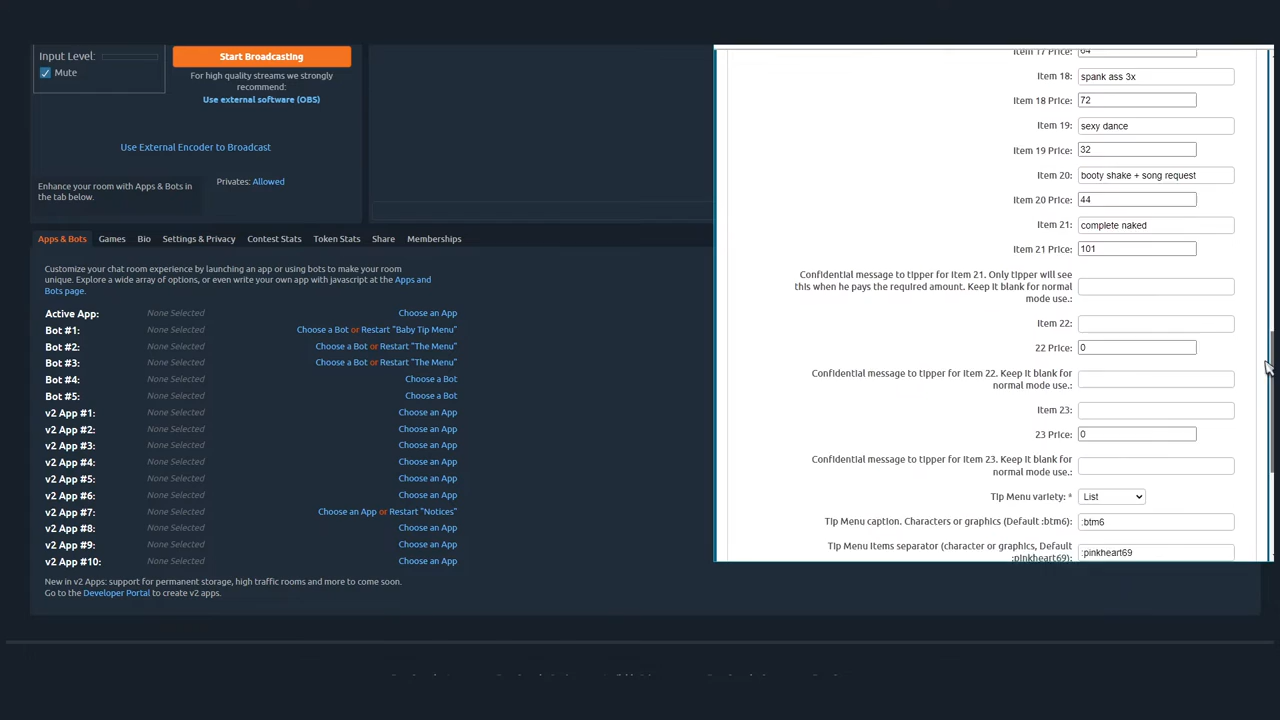 Input Level:
Mute
Start Broadcasting
For high quality streams we strongly
recommend:
Use external software (OBS)
Use External Encoder to Broadcast
Enhance your room with Apps & Bots in
the tab below.
Privates: Allowed
Apps & Bots Games Bio Settings & Privacy Contest Stats Token Stats Share Memberships
Customize your chat room experience by launching an app or using bots to make your room
unique. Explore a wide array of options, or even write your own app with javascript at the Apps and
Bots page.
Active App: None Selected Choose an App
Bot #1: None Selected Choose a Bot or Restart "Baby Tip Menu"
Bot #2: None Selected Choose a Bot or Restart "The Menu"
Bot #3: None Selected Choose a Bot or Restart "The Menu"
Bot #4: None Selected Choose a Bot
Bot #5: None Selected Choose a Bot
v2 App #1: None Selected Choose an App
v2 App #2: None Selected Choose an App
v2 App #3: None Selected Choose an App
v2 App #4: None Selected Choose an App
v2 App #5: None Selected Choose an App
v2 App #6: None Selected Choose an App
v2 App #7: None Selected Choose an App or Restart "Notices"
v2 App #8: None Selected Choose an App
v2 App #9: None Selected Choose an App
v2 App #10: None Selected Choose an App
New in v2 Apps: support for permanent storage, high traffic rooms and more to come soon.
Go to the Developer Portal to create v2 apps.
Item 17 Price: 64
Item 18: spank ass 3x
Item 18 Price: 72
Item 19: sexy dance
Item 19 Price: 32
Item 20: booty shake + song request
Item 20 Price: 44
Item 21: complete naked
Item 21 Price: 101
Confidential message to tipper for Item 21. Only tipper will see
this when he pays the required amount. Keep it blank for normal
mode use.:
Item 22:
22 Price: 0
Confidential message to tipper for Item 22. Keep it blank for
normal mode use.:
Item 23:
23 Price: 0
Confidential message to tipper for Item 23. Keep it blank for
normal mode use.:
Tip Menu variety: * List
Tip Menu caption. Characters or graphics (Default :btm6): :btm6
Tip Menu Items separator (character or graphics, Default
:pinkheart69): :pinkheart69